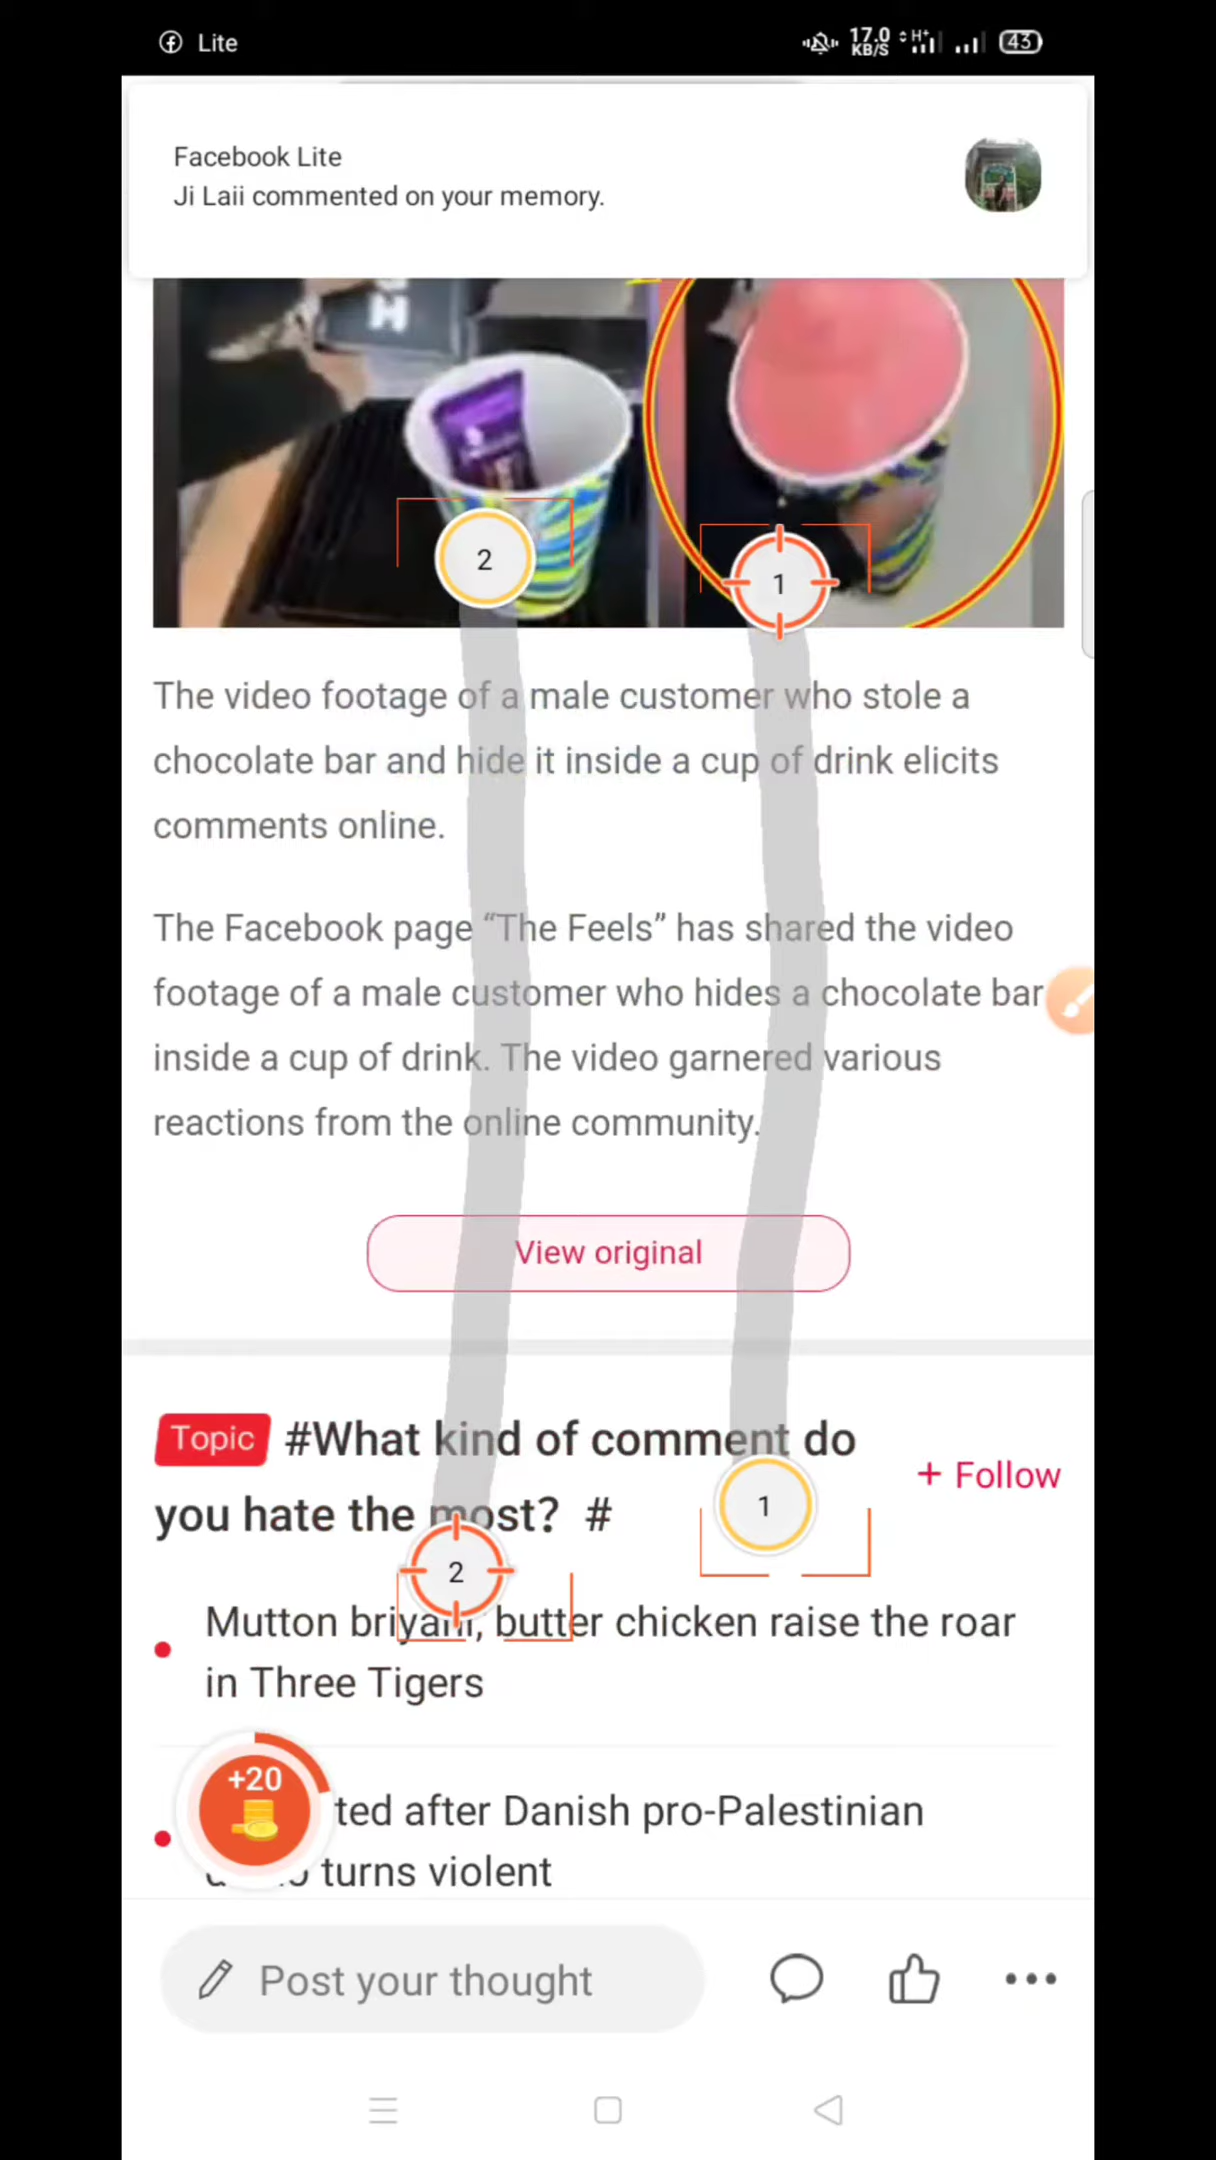 Lite
17.0
KB/S
H+
43
Facebook Lite
Ji Laii commented on your memory.
H
2
1
The video footage of a male customer who stole a
chocolate bar and hide it inside a cup of drink elicits
comments online.
The Facebook page “The Feels” has shared the video
footage of a male customer who hides a chocolate bar
inside a cup of drink. The video garnered various
reactions from the online community.
View original
Topic #What kind of comment do
you hate the most? #
+ Follow
1
2
Mutton briyani, butter chicken raise the roar
in Three Tigers
+20
ted after Danish pro-Palestinian
turns violent
Post your thought